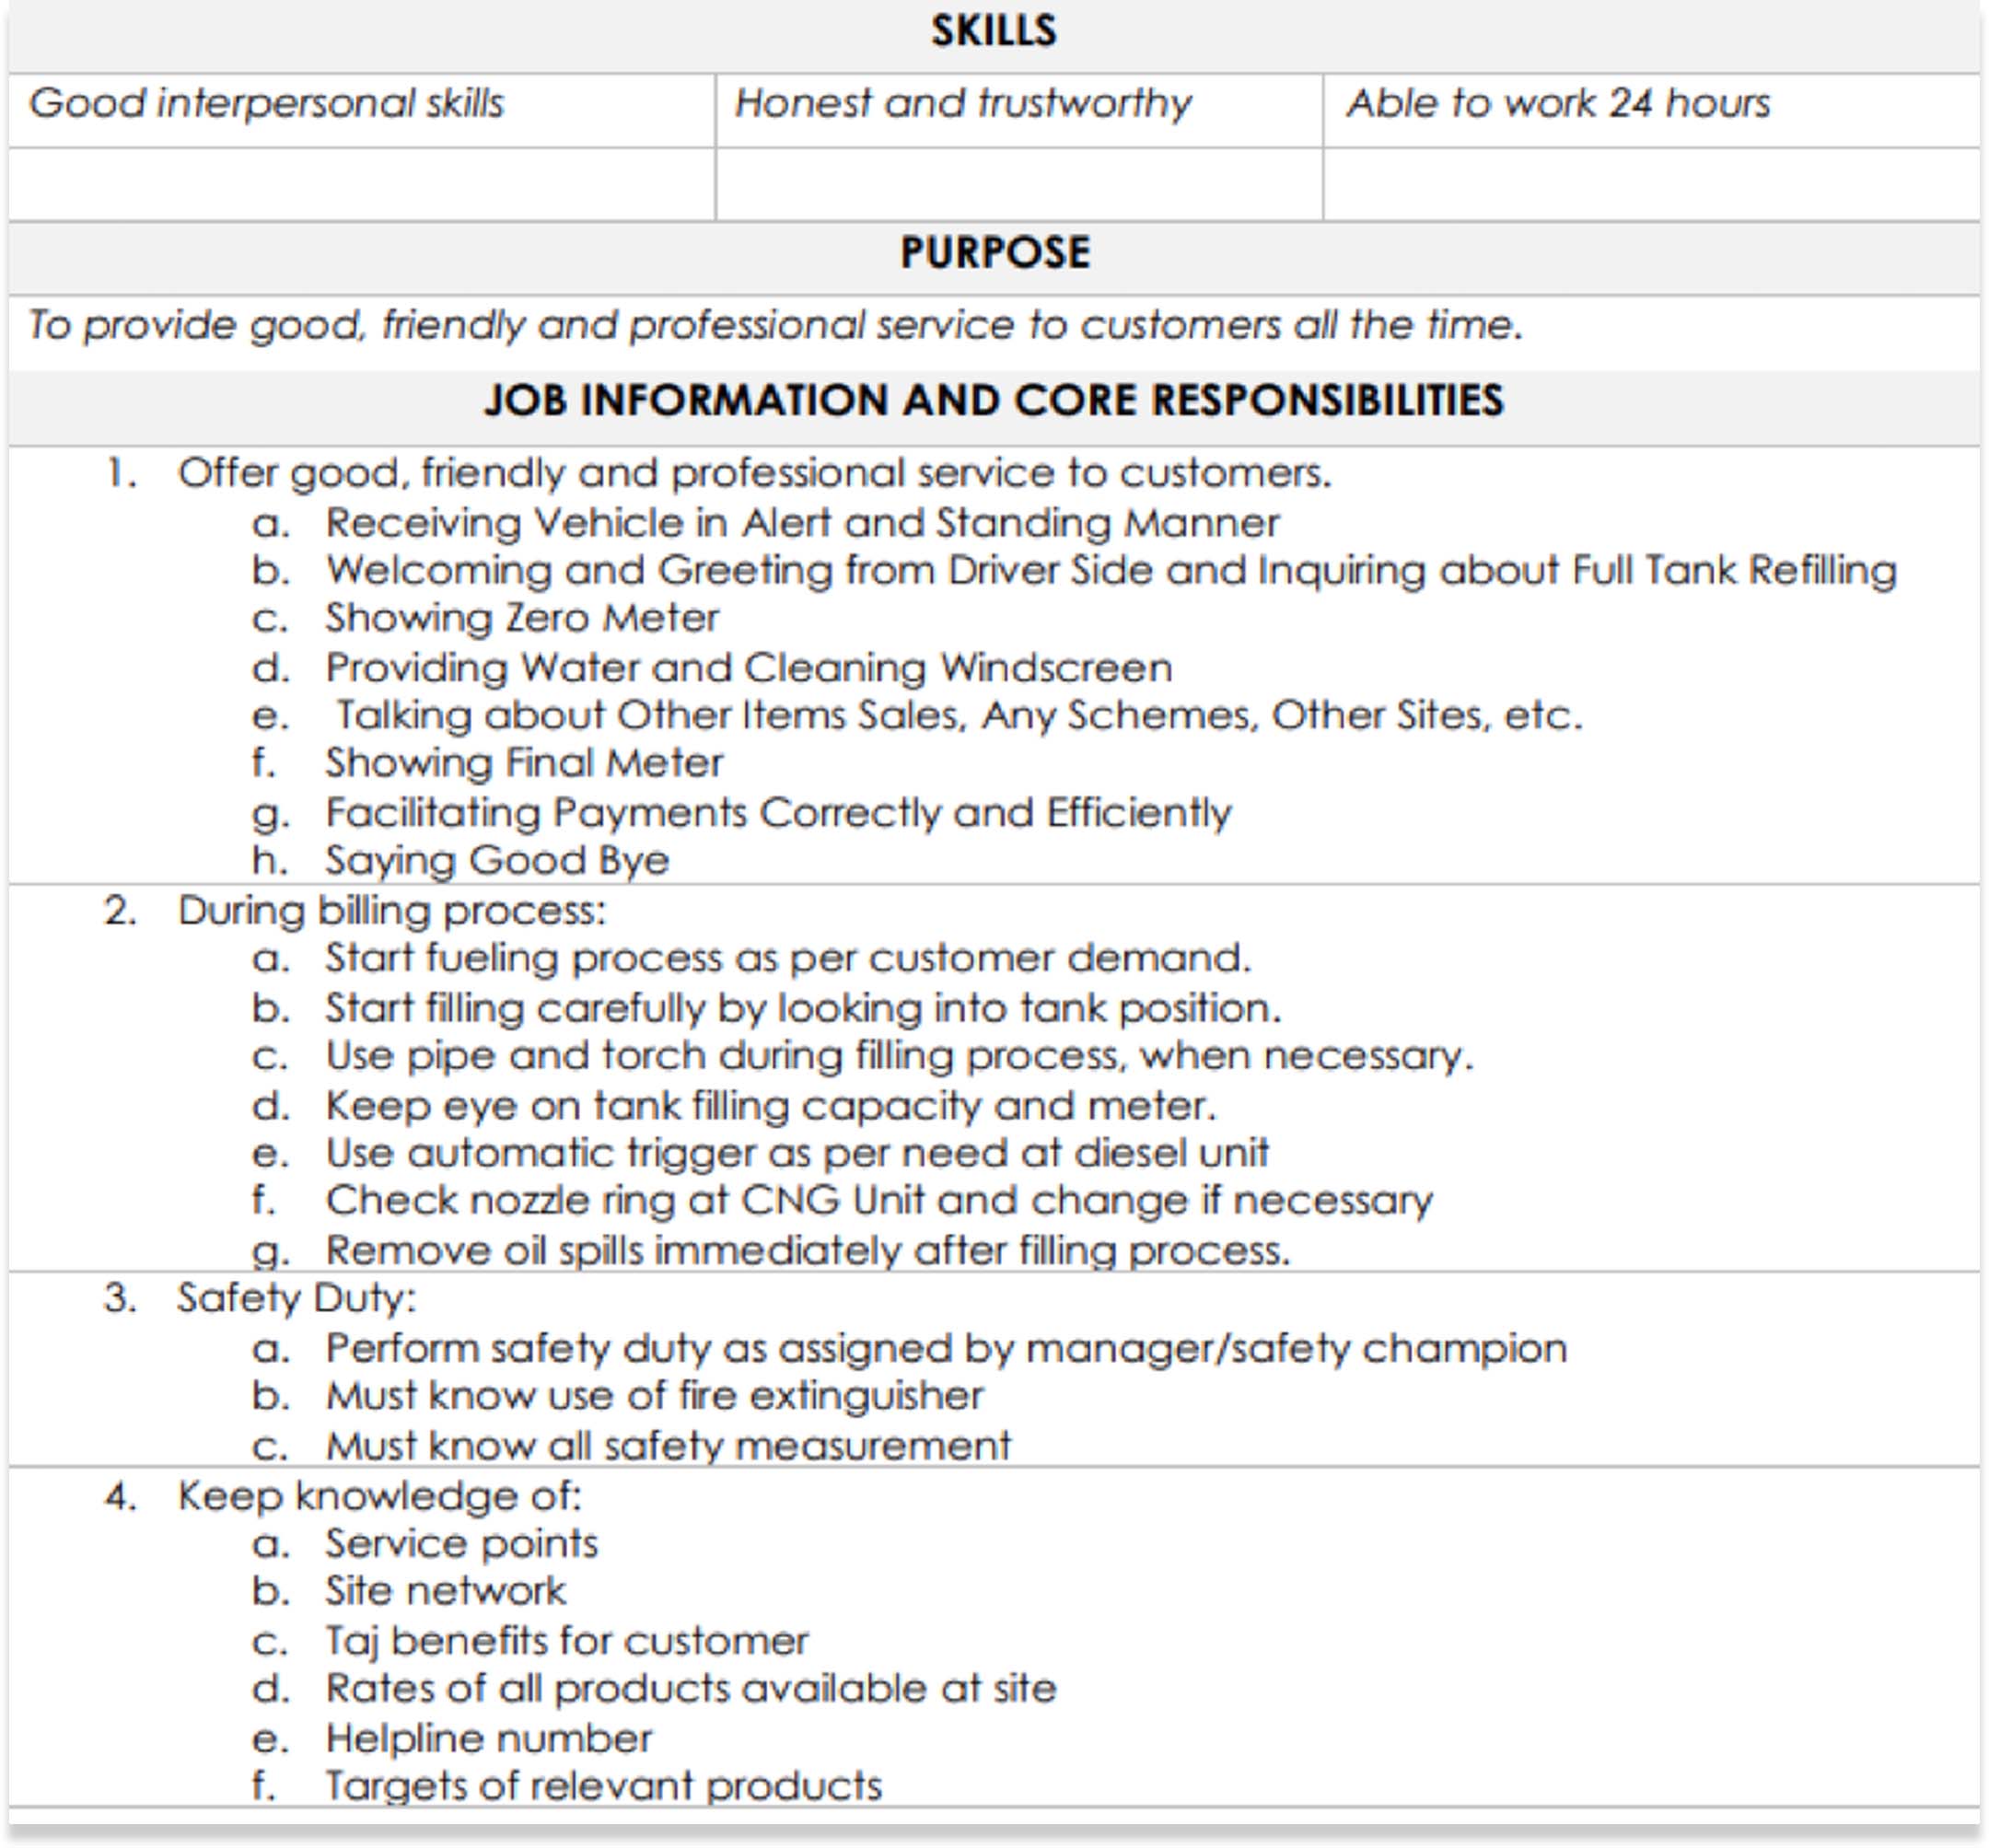 SKILLS
Good interpersonal skills
Honest and trustworthy
Able to work 24 hours
PURPOSE
To provide good, friendly and professional service to customers all the time.
JOB INFORMATION AND CORE RESPONSIBILITIES
1. Offer good, friendly and professional service to customers.
a. Receiving Vehicle in Alert and Standing Manner
b. Welcoming and Greeting from Driver Side and Inquiring about Full Tank Refilling
c. Showing Zero Meter
d. Providing Water and Cleaning Windscreen
e. Talking about Other Items Sales, Any Schemes, Other Sites, etc.
f. Showing Final Meter
g. Facilitating Payments Correctly and Efficiently
h. Saying Good Bye
2. During billing process:
a. Start fueling process as per customer demand.
b. Start filling carefully by looking into tank position.
c. Use pipe and torch during filling process, when necessary.
d. Keep eye on tank filling capacity and meter.
e. Use automatic trigger as per need at diesel unit
f. Check nozzle ring at CNG Unit and change if necessary
g. Remove oil spills immediately after filling process.
3. Safety Duty:
a. Perform safety duty as assigned by manager/safety champion
b. Must know use of fire extinguisher
c. Must know all safety measurement
4. Keep knowledge of:
a. Service points
b. Site network
c. Taj benefits for customer
d. Rates of all products available at site
e. Helpline number
f. Targets of relevant products